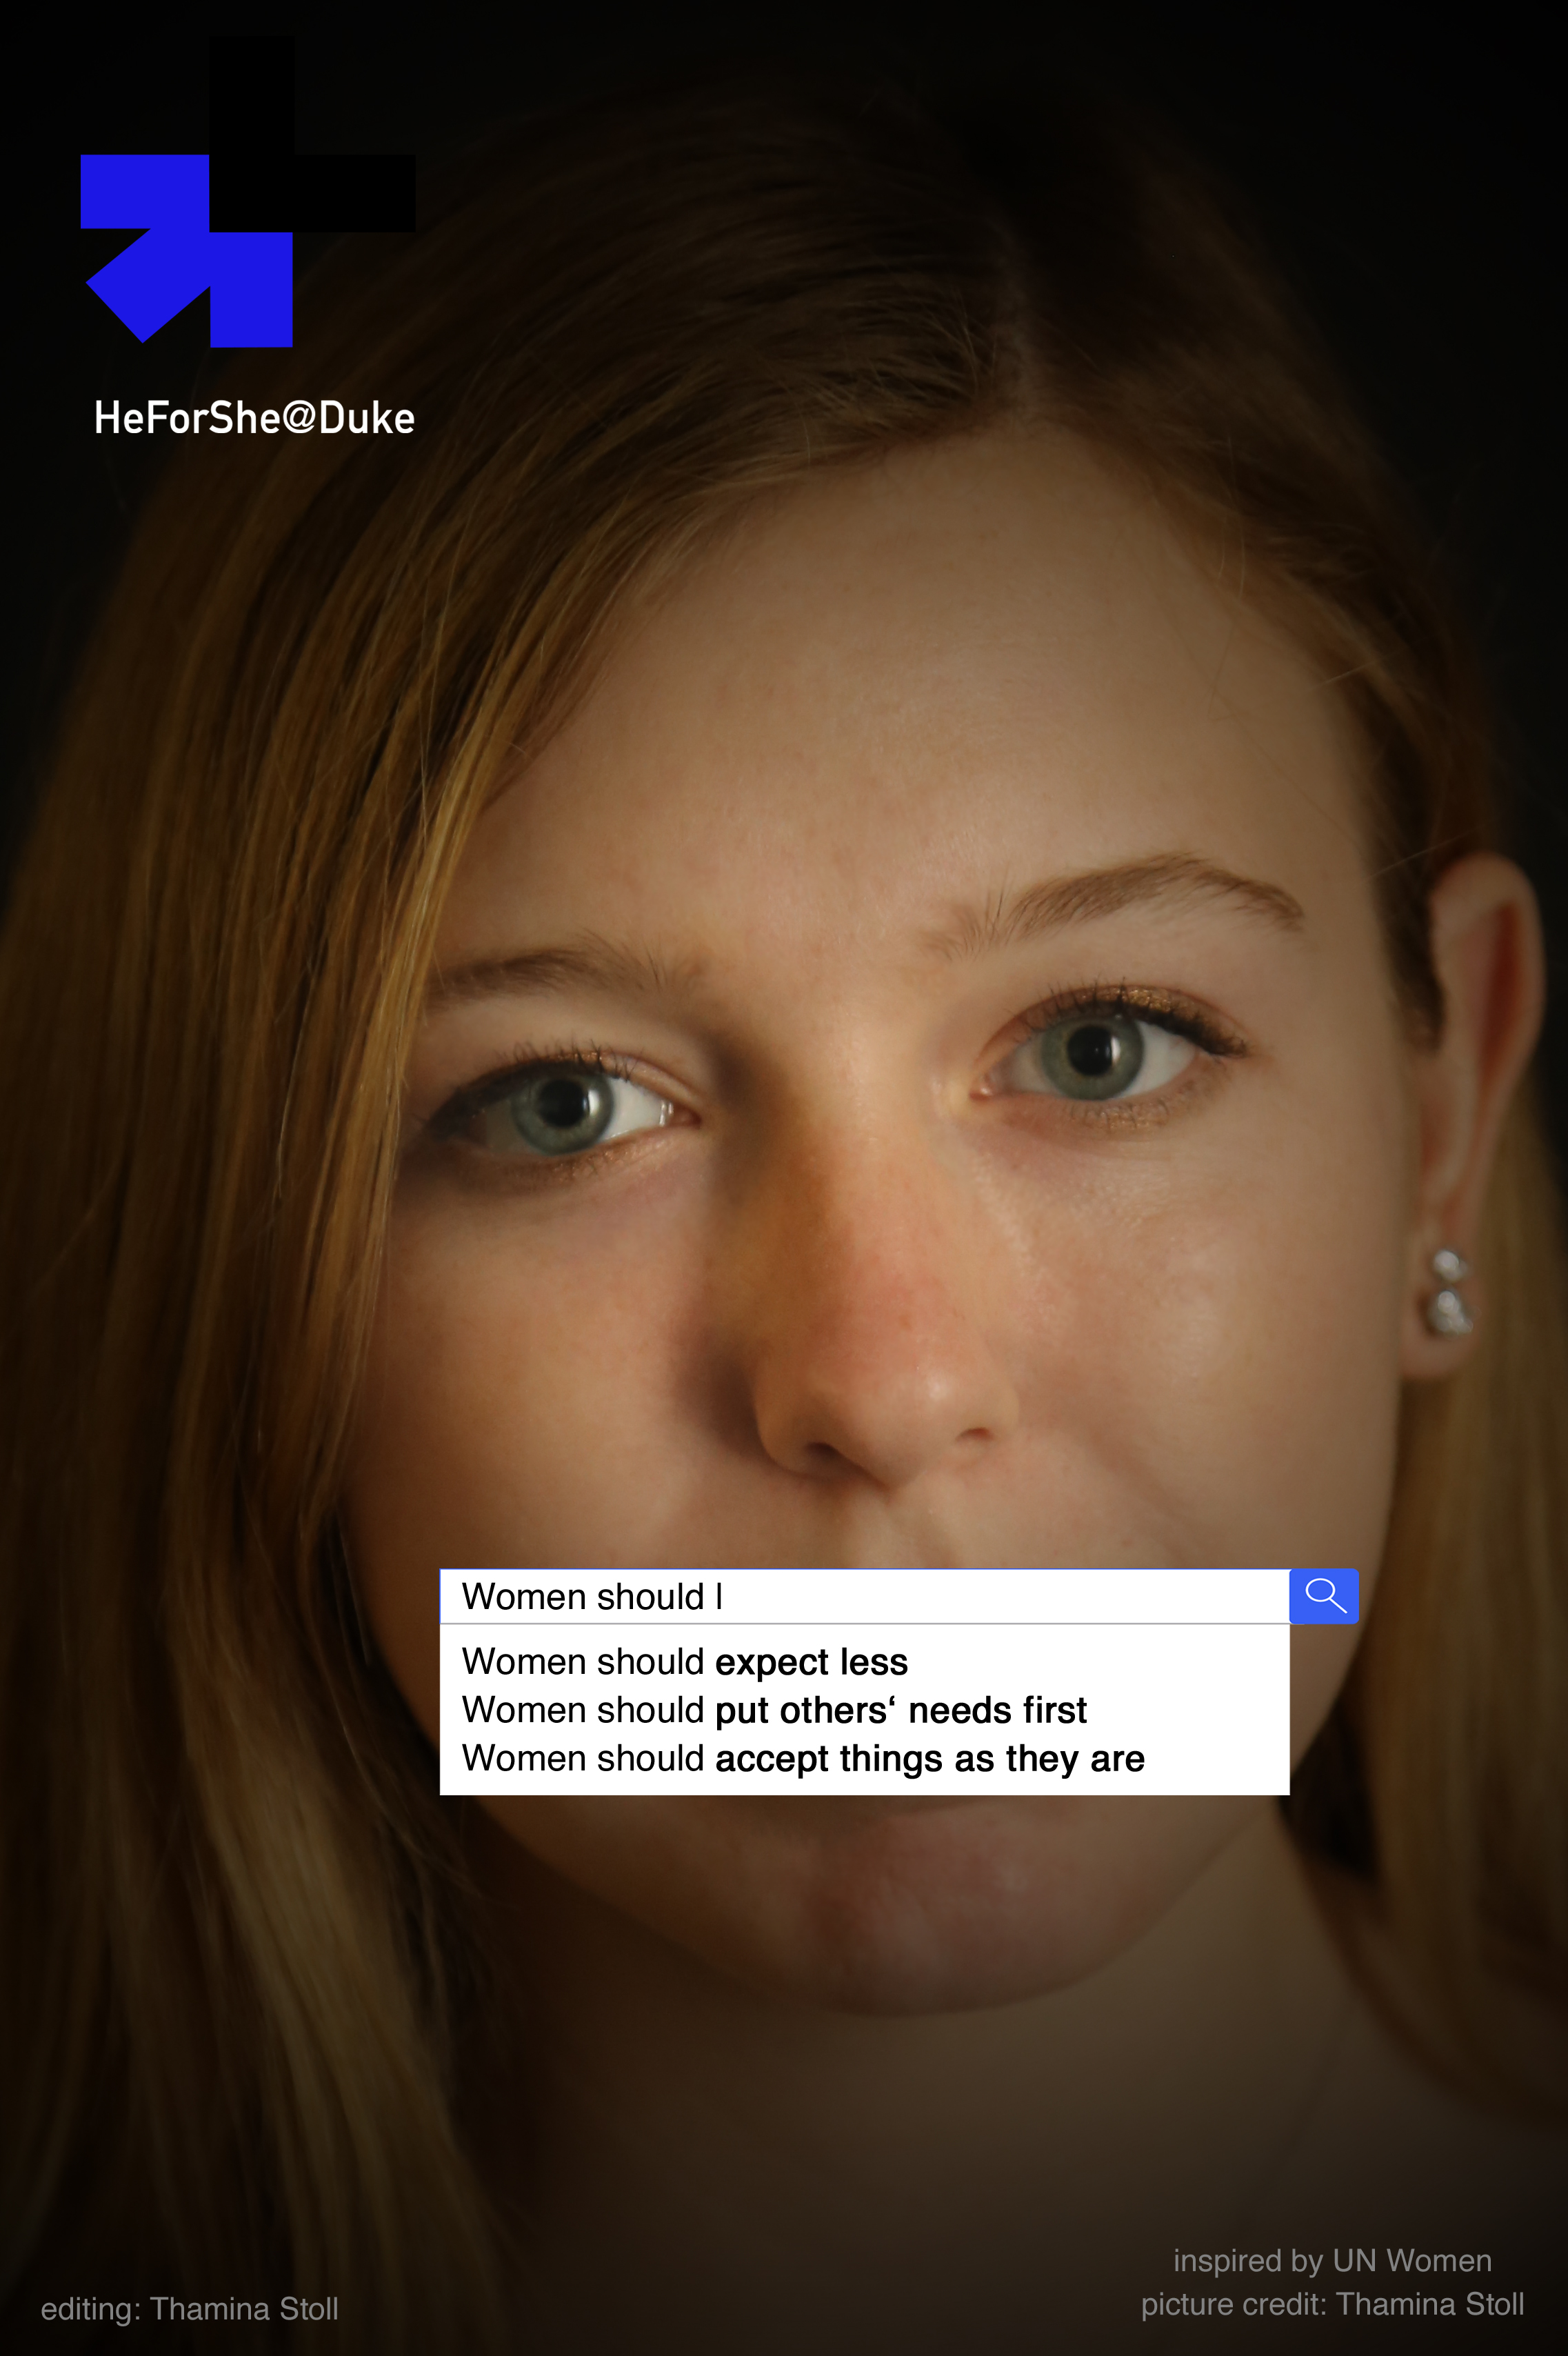 HeForShe@Duke
Women should l
Women should expect less
Women should put others‘ needs first
Women should accept things as they are
inspired by UN Women
editing: Thamina Stoll
picture credit: Thamina Stoll